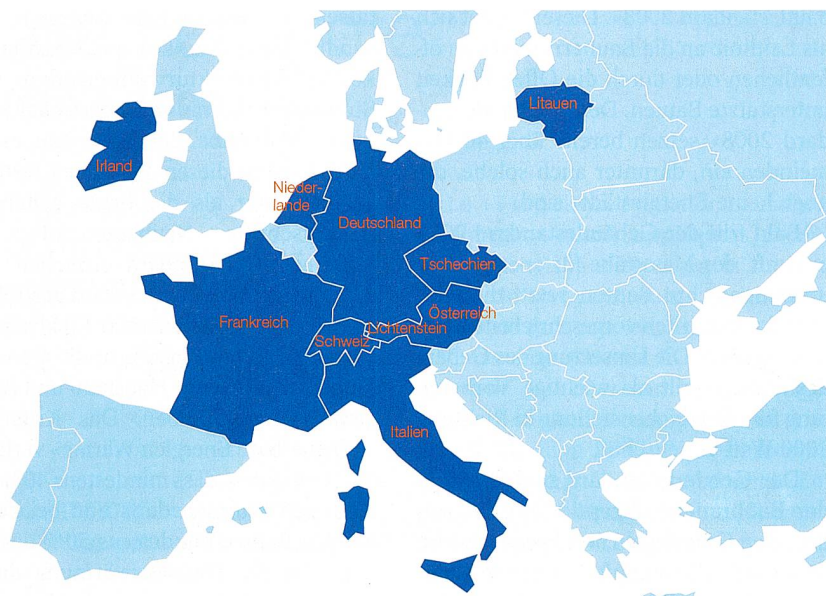 Litauen
Irland
Nieder-
lande
Deutschland
Tschechien
Österreich
Frankreich
Lichtenstein
Schweiz
Italien